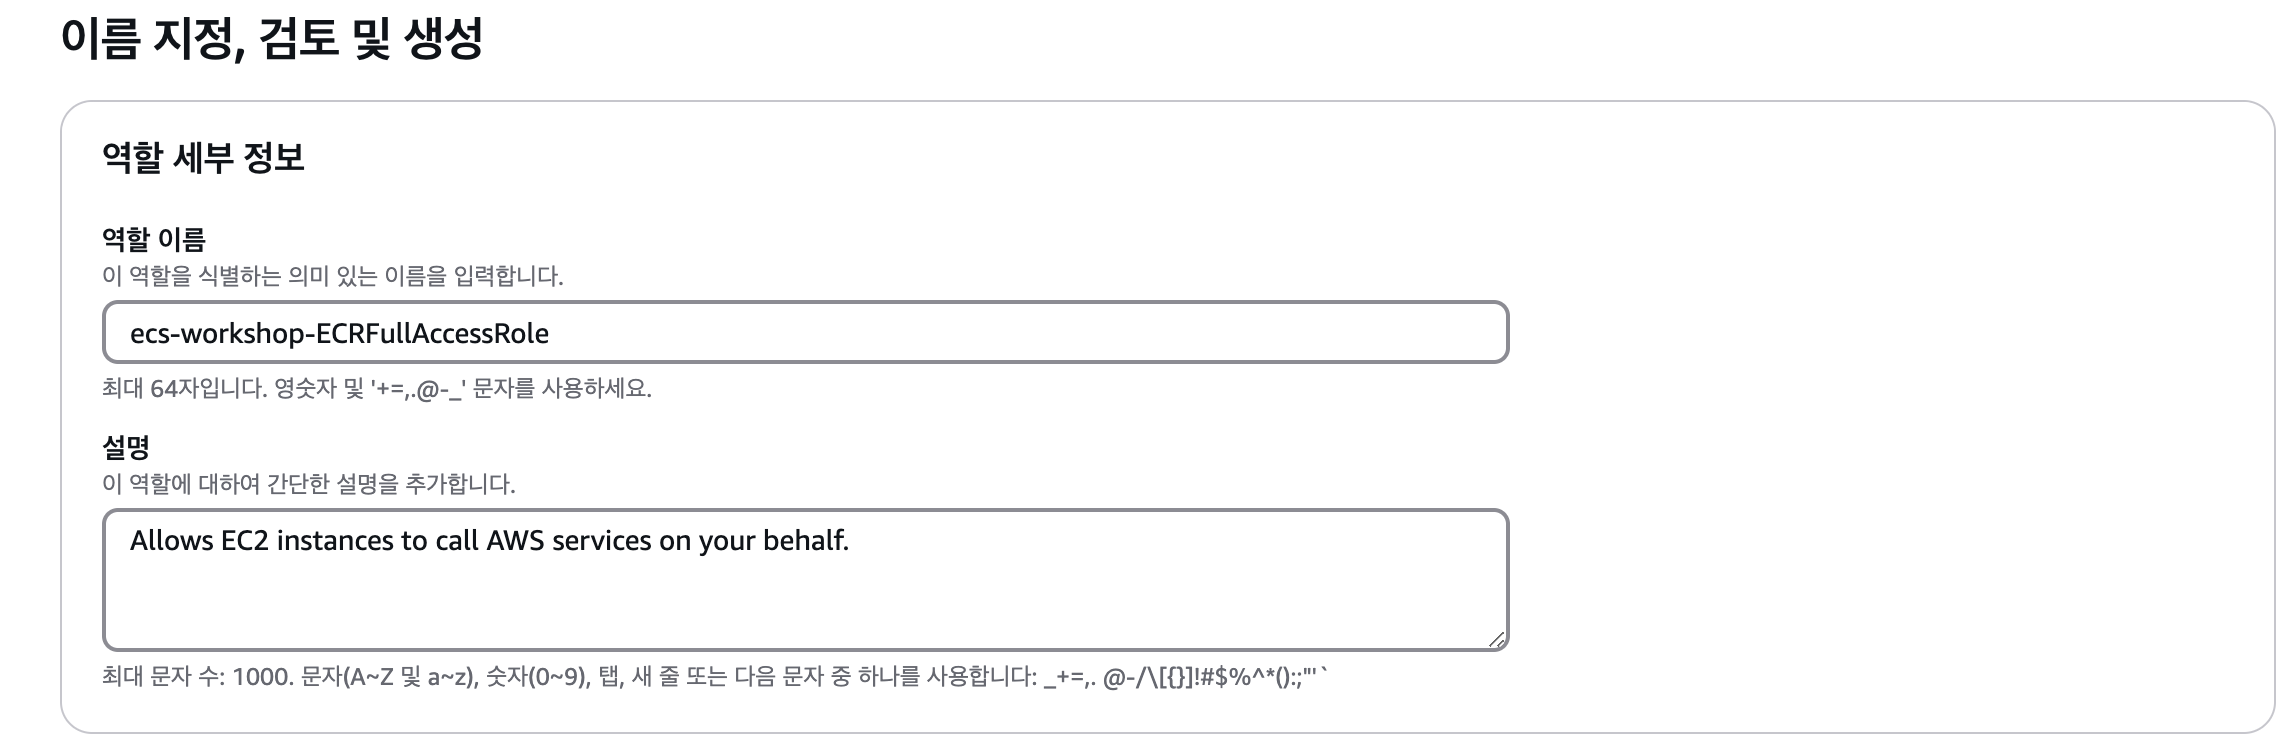 이름 지정, 검토 및 생성
역할 세부 정보
역할 이름
이 역할을 식별하는 의미 있는 이름을 입력합니다.
ecs-workshop-ECRFullAccessRole
최대 64자입니다. 영숫자 및 '+=,.@-_' 문자를 사용하세요.
설명
이 역할에 대하여 간단한 설명을 추가합니다.
Allows EC2 instances to call AWS services on your behalf.
최대 문자 수: 1000. 문자(A~Z 및 a~z), 숫자(0~9), 탭, 새 줄 또는 다음 문자 중 하나를 사용합니다: _+=,. @-/\[{}]!#$%^*();:;"'`